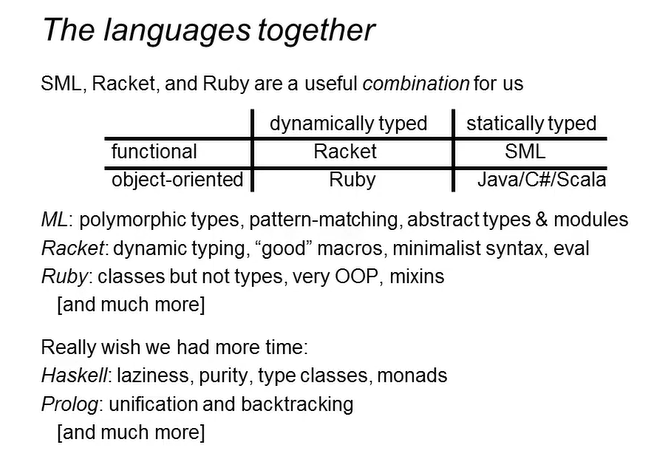 The languages together
SML, Racket, and Ruby are a useful combination for us
dynamically typed statically typed
functional Racket SML
object-oriented Ruby Java/C#/Scala
ML: polymorphic types, pattern-matching, abstract types & modules
Racket: dynamic typing, “good” macros, minimalist syntax, eval
Ruby: classes but not types, very OOP, mixins
[and much more]
Really wish we had more time:
Haskell: laziness, purity, type classes, monads
Prolog: unification and backtracking
[and much more]